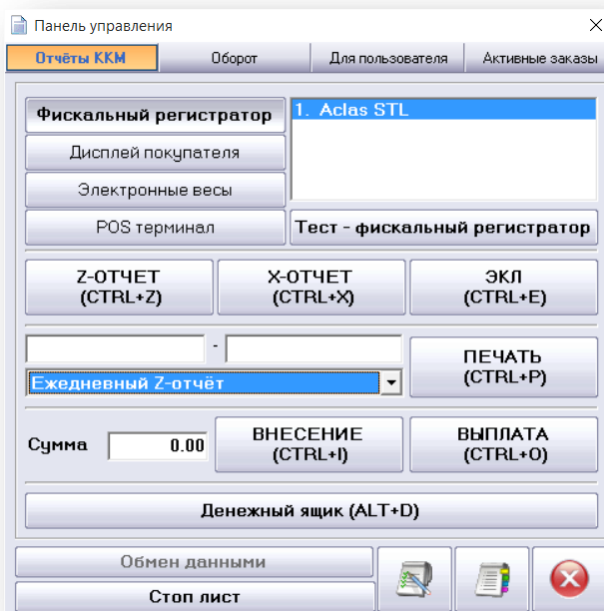 Панель управления
Отчёты ККМ
Оборот
Для пользователя
Активные заказы
Фискальный регистратор
1. Aclas STL
Дисплей покупателя
Электронные весы
POS терминал
Тест - фискальный регистратор
Z-ОТЧЕТ
(CTRL+Z)
X-ОТЧЕТ
(CTRL+X)
ЭКЛ
(CTRL+E)
-
Ежедневный Z-отчёт
ПЕЧАТЬ
(CTRL+P)
Сумма
0.00
ВНЕСЕНИЕ
(CTRL+I)
ВЫПЛАТА
(CTRL+O)
Денежный ящик (ALT+D)
Обмен данными
Стоп лист